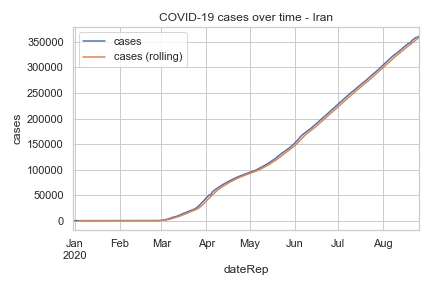 COVID-19 cases over time - Iran
cases
cases (rolling)
350000
300000
250000
200000
150000
100000
50000
0
cases
Jan Feb Mar Apr May Jun Jul Aug
2020
dateRep